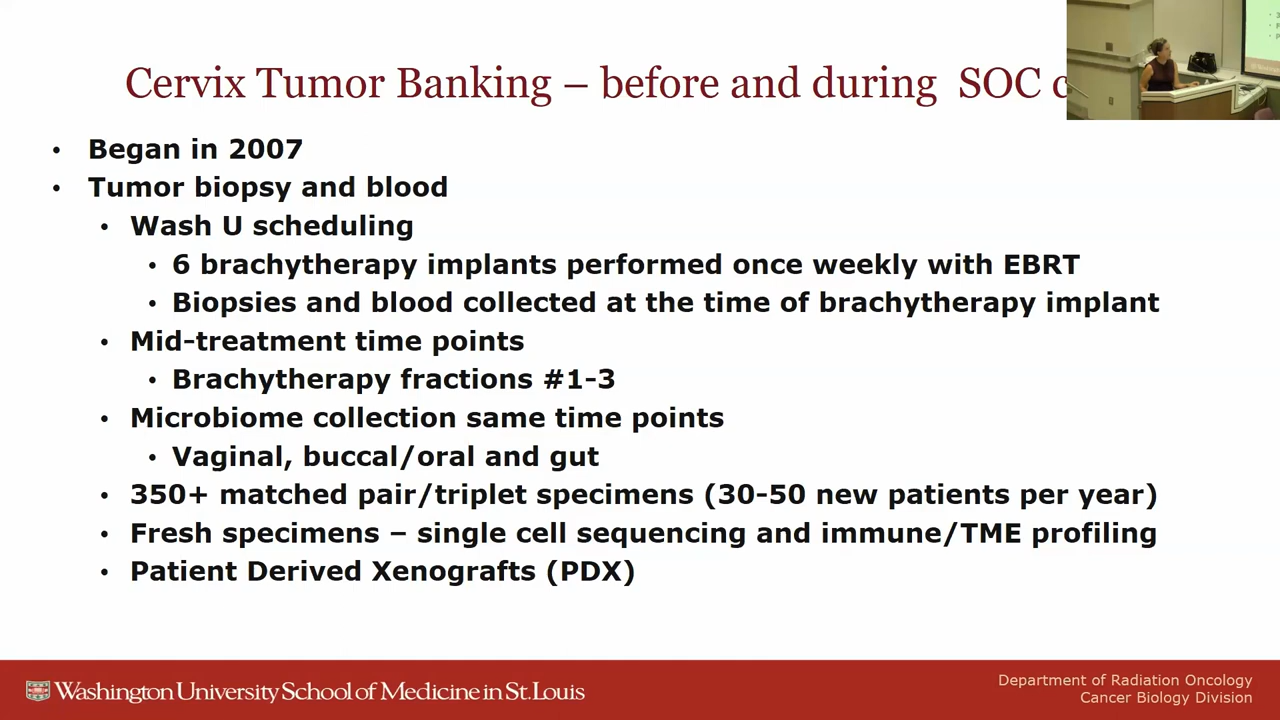 Cervix Tumor Banking – before and during SOC
• Began in 2007
• Tumor biopsy and blood
• Wash U scheduling
• 6 brachytherapy implants performed once weekly with EBRT
• Biopsies and blood collected at the time of brachytherapy implant
• Mid-treatment time points
• Brachytherapy fractions #1-3
• Microbiome collection same time points
• Vaginal, buccal/oral and gut
• 350+ matched pair/triplet specimens (30-50 new patients per year)
• Fresh specimens – single cell sequencing and immune/TME profiling
• Patient Derived Xenografts (PDX)
Washington University School of Medicine in St. Louis
Department of Radiation Oncology
Cancer Biology Division